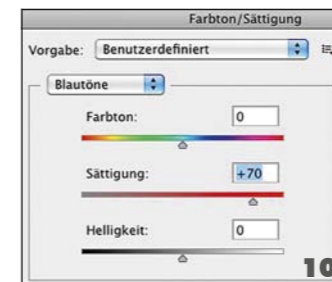 Farbton/Sättigung
Vorgabe: Benutzerdefiniert
Blautöne
Farbton: 0
Sättigung: +70
Helligkeit: 0
10